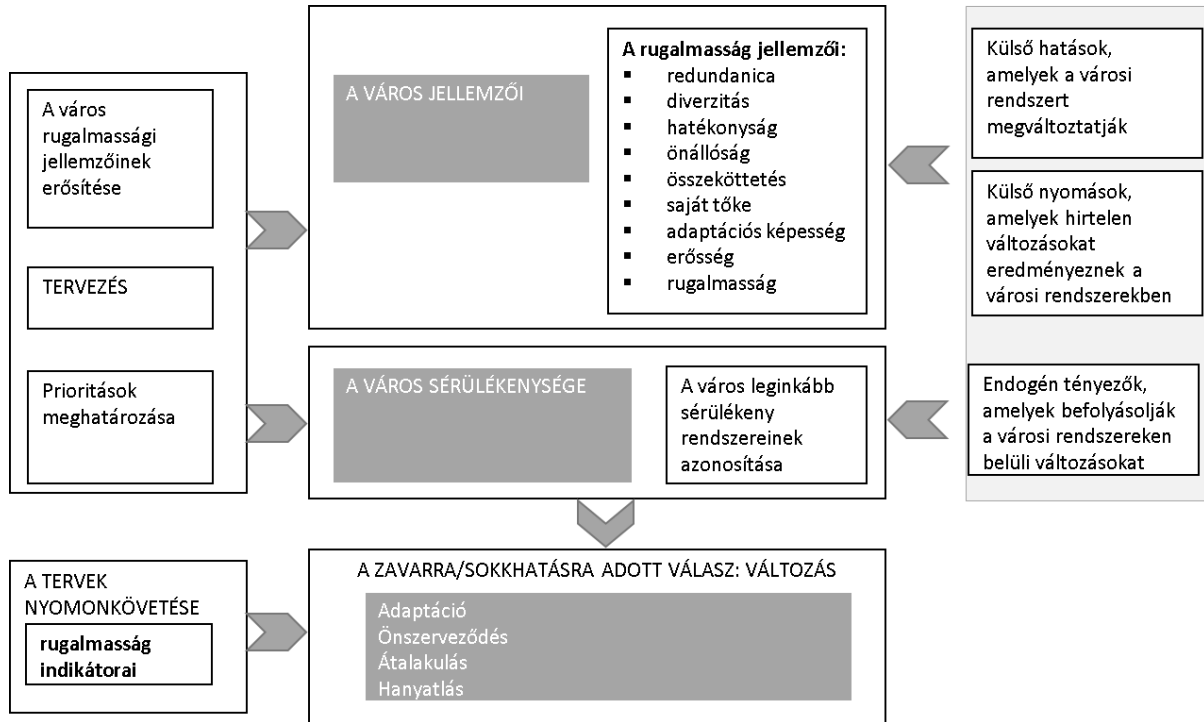 A város
rugalmassági
jellemzőinek
erősítése
TERVEZÉS
Prioritások
meghatározása
A VÁROS JELLEMZŐI
A rugalmasság jellemzői:
▪ redundanica
▪ diverzitás
▪ hatékonyság
▪ önállóság
▪ összeköttetés
▪ saját tőke
▪ adaptációs képesség
▪ erősség
▪ rugalmasság
A VÁROS SÉRÜLÉKENYSÉGE
A város leginkább
sérülékeny
rendszereinek
azonosítása
Külső hatások,
amelyek a városi
rendszert
megváltoztatják
Külső nyomások,
amelyek hirtelen
változásokat
eredményeznek a
városi rendszerekben
Endogén tényezők,
amelyek befolyásolják
a városi rendszereken
belüli változásokat
A TERVEK
NYOMONKÖVETÉSE
rugalmasság
indikátorai
A ZAVARRA/SOKKHATÁSRA ADOTT VÁLASZ: VÁLTOZÁS
Adaptáció
Önszerveződés
Átalakulás
Hanyatlás